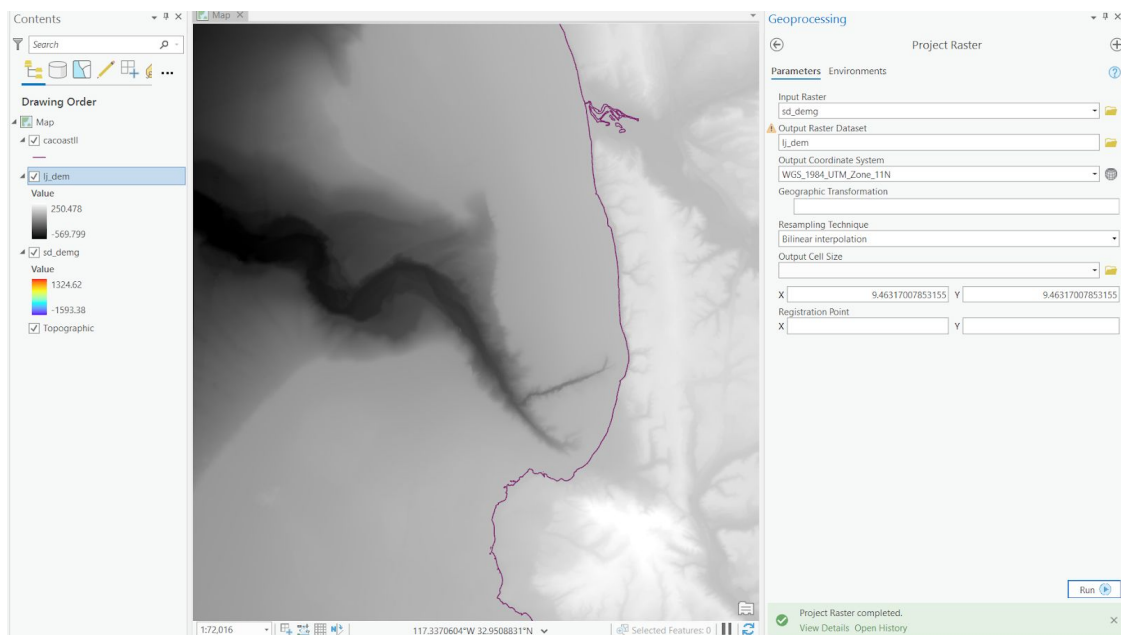 Contents
Search
Drawing Order
Map
cacoastll
lj_dem
Value
250.478
-569.799
sd_demg
Value
1324.62
-1593.38
Topographic
Map
1:72,016
117.3370604°W 32.9508831°N
Selected Features: 0
Geoprocessing
Project Raster
Parameters Environments
Input Raster
sd_demg
Output Raster Dataset
lj_dem
Output Coordinate System
WGS_1984_UTM_Zone_11N
Geographic Transformation
Resampling Technique
Bilinear interpolation
Output Cell Size
X 9.46317007853155 Y 9.46317007853155
Registration Point
X Y
Run
Project Raster completed.
View Details Open History